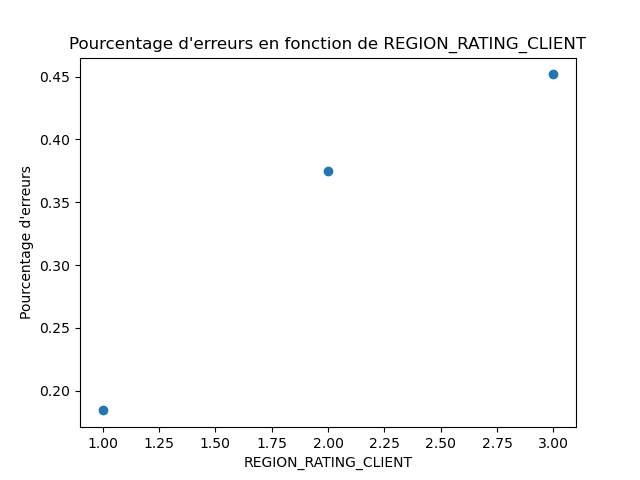 Pourcentage d'erreurs en fonction de REGION_RATING_CLIENT
0.45
0.40
0.35
0.30
0.25
0.20
Pourcentage d'erreurs
1.00 1.25 1.50 1.75 2.00 2.25 2.50 2.75 3.00
REGION_RATING_CLIENT